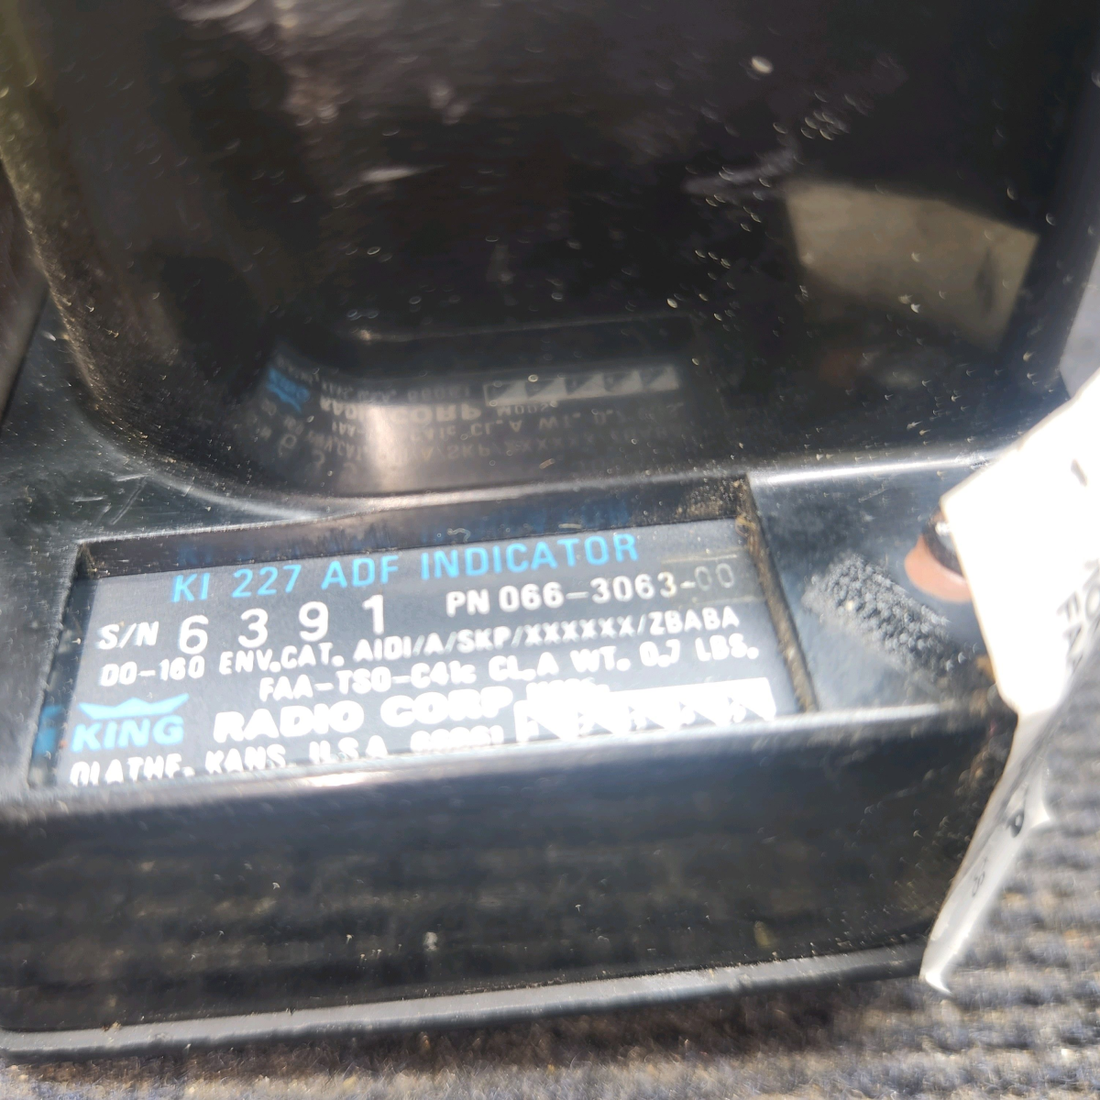 KI 227 ADF INDICATOR
S/N 6391 PN 066-3063-00
DO-160 ENV.CAT. AIDI/A/SKP/XXXXXX/ZBABA
FAA-TSO-C41c CL.A WT. 0.7 LBS.
KING RADIO CORP
OLATHE, KANS. U.S.A.